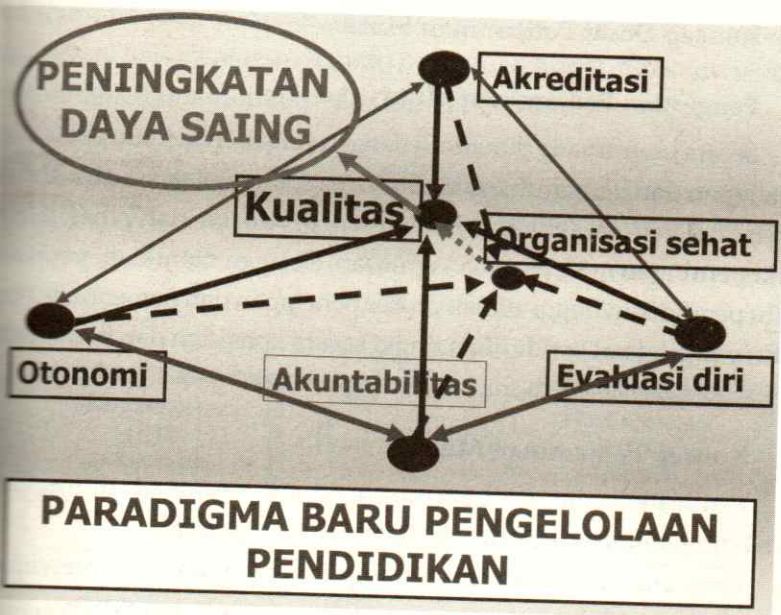 PENINGKATAN
DAYA SAING
Akreditasi
Kualitas
Organisasi sehat
Otonomi
Akuntabilitas
Evaluasi diri
PARADIGMA BARU PENGELOLAAN
PENDIDIKAN